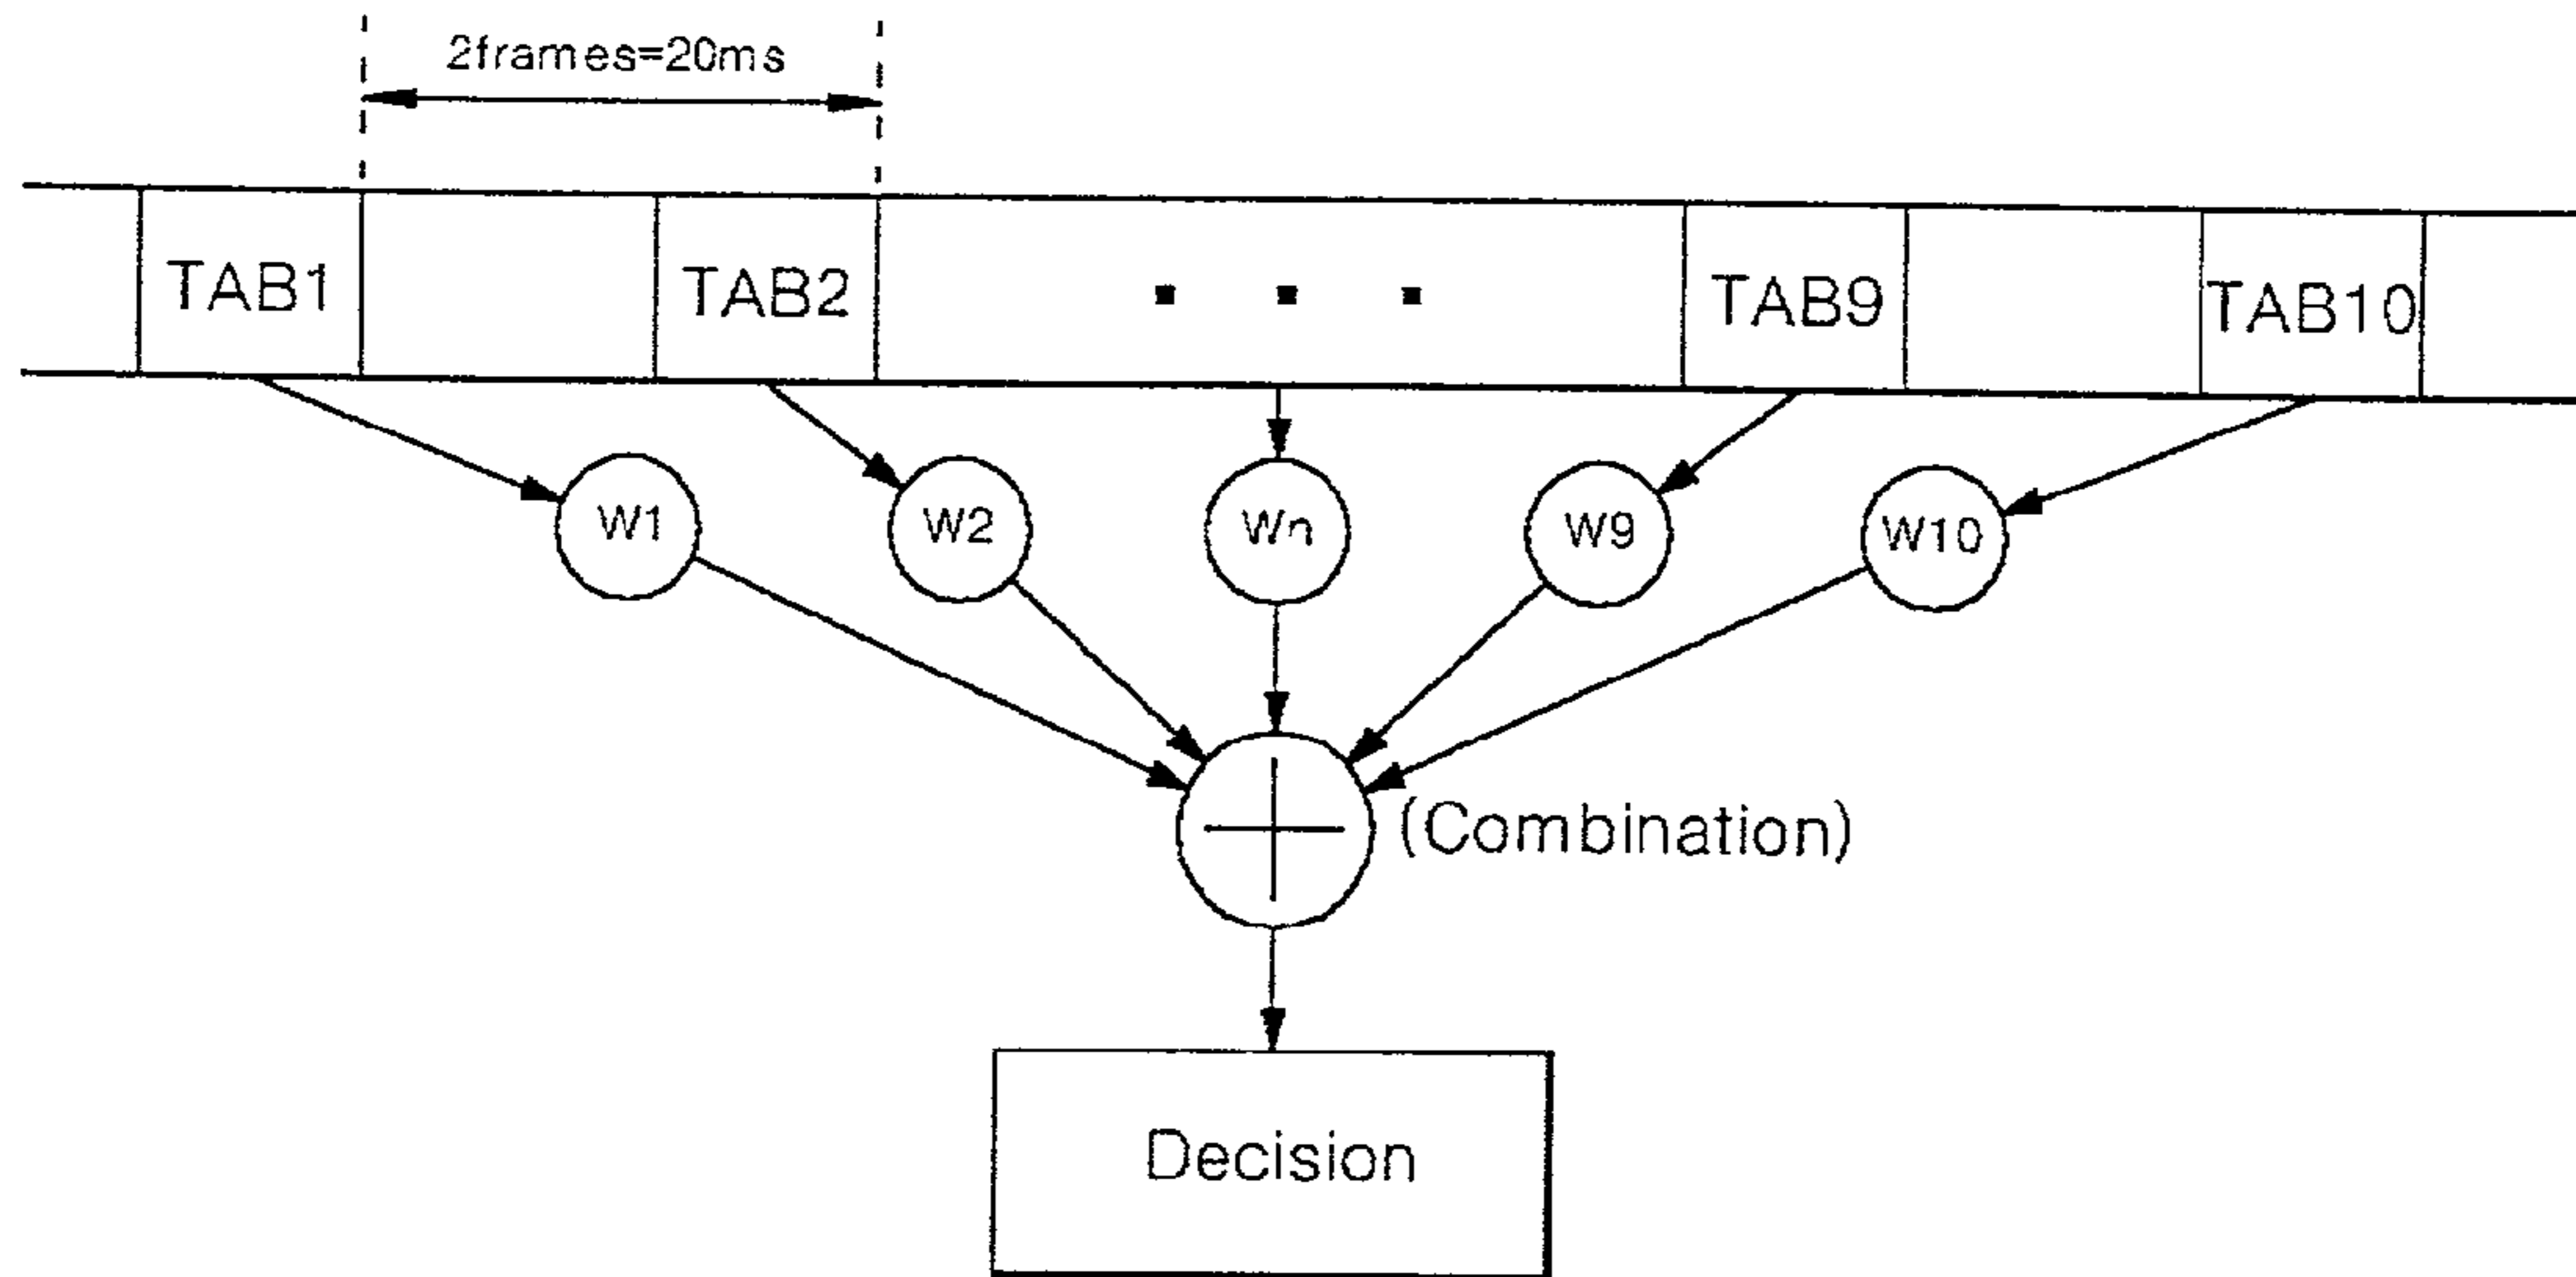 2frames=20ms
TAB1
TAB2
. . .
TAB9
TAB10
W1
W2
Wn
W9
W10
(Combination)
Decision